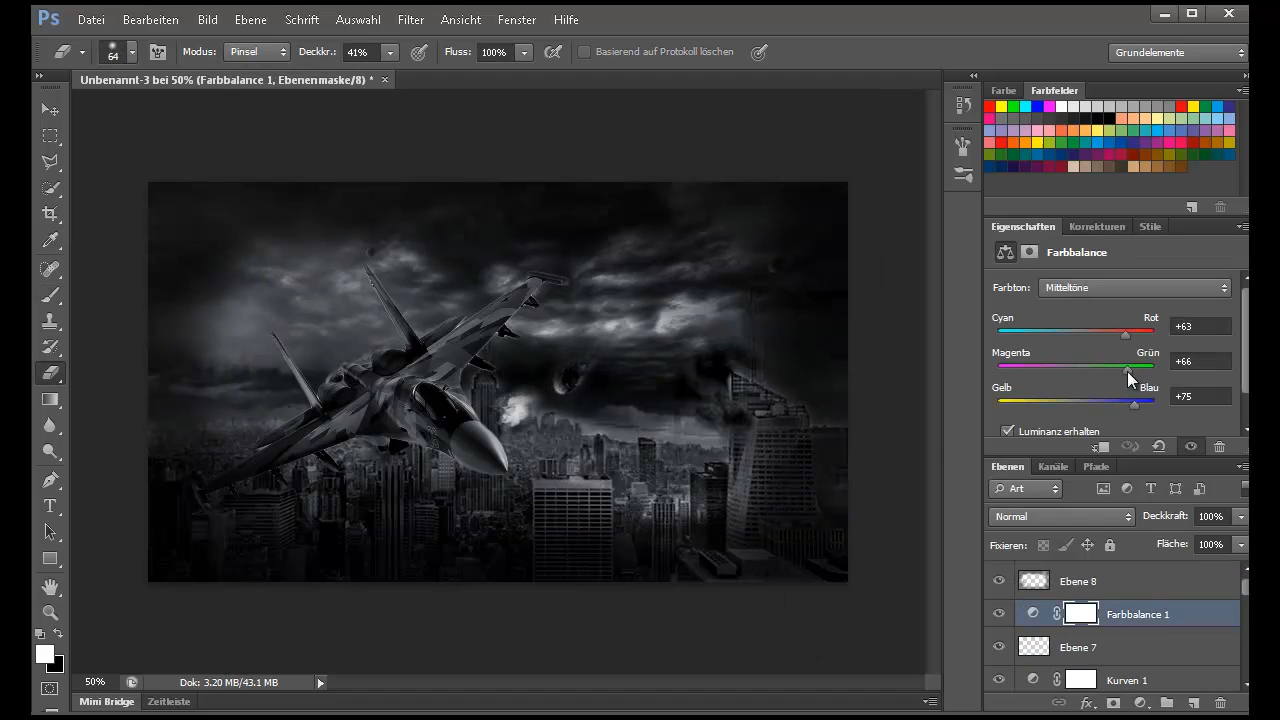 Ps Datei Bearbeiten Bild Ebene Schrift Auswahl Filter Ansicht Fenster Hilfe
64 Modus: Pinsel Deckkr.: 41% Fluss: 100% Basierend auf Protokoll löschen Grundelemente
Unbenannt-3 bei 50% (Farbbalance 1, Ebenenmaske/8) *
Farbe Farbfelder
Eigenschaften Korrekturen Stile
Farbbalance
Farbton: Mitteltöne
Cyan Rot
+63
Magenta Grün
+66
Gelb Blau
+75
Luminanz erhalten
Ebenen Kanäle Pfade
Art
Normal Deckkraft: 100%
Fixieren: Fläche: 100%
Ebene 8
Farbbalance 1
Ebene 7
Kurven 1
50% Dok: 3.20 MB/43.1 MB
Mini Bridge Zeitleiste